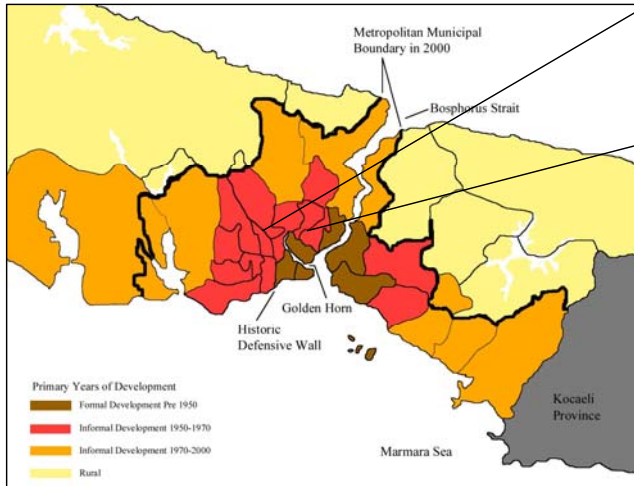 Metropolitan Municipal
Boundary in 2000
Bosphorus Strait
Golden Horn
Historic
Defensive Wall
Primary Years of Development
Formal Development Pre 1950
Informal Development 1950-1970
Informal Development 1970-2000
Rural
Kocaeli
Province
Marmara Sea